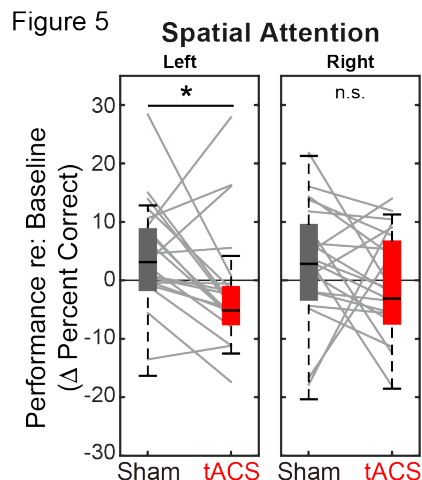 Figure 5
Spatial Attention
Left
Right
*
n.s.
Performance re: Baseline
(Δ Percent Correct)
30
20
10
0
-10
-20
-30
Sham
tACS
Sham
tACS